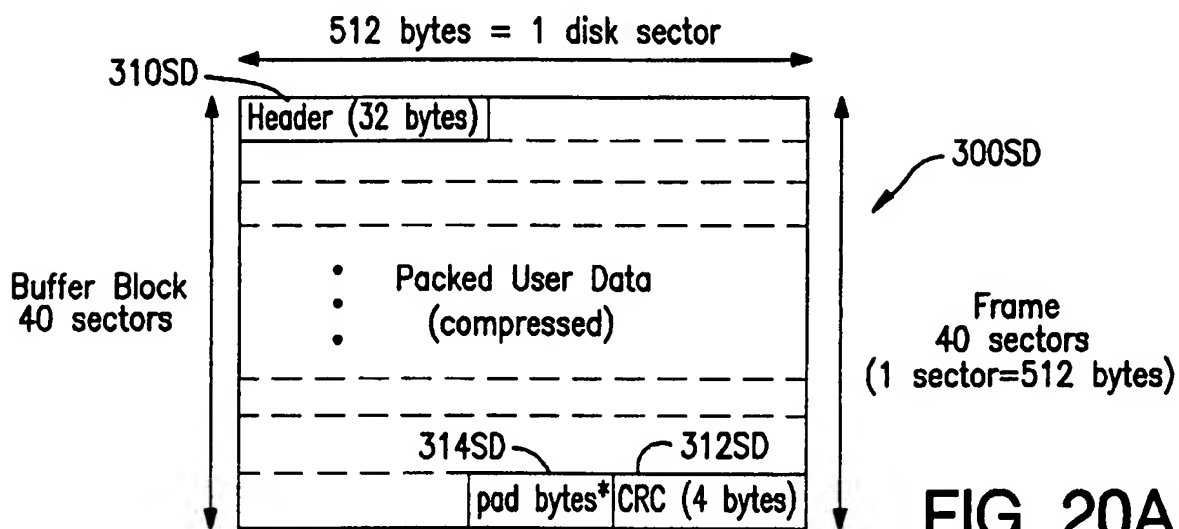 512 bytes = 1 disk sector
310SD
Header (32 bytes)
300SD
Buffer Block
40 sectors
Packed User Data
(compressed)
Frame
40 sectors
(1 sector=512 bytes)
314SD
312SD
pad bytes*
CRC (4 bytes)
FIG. 20A